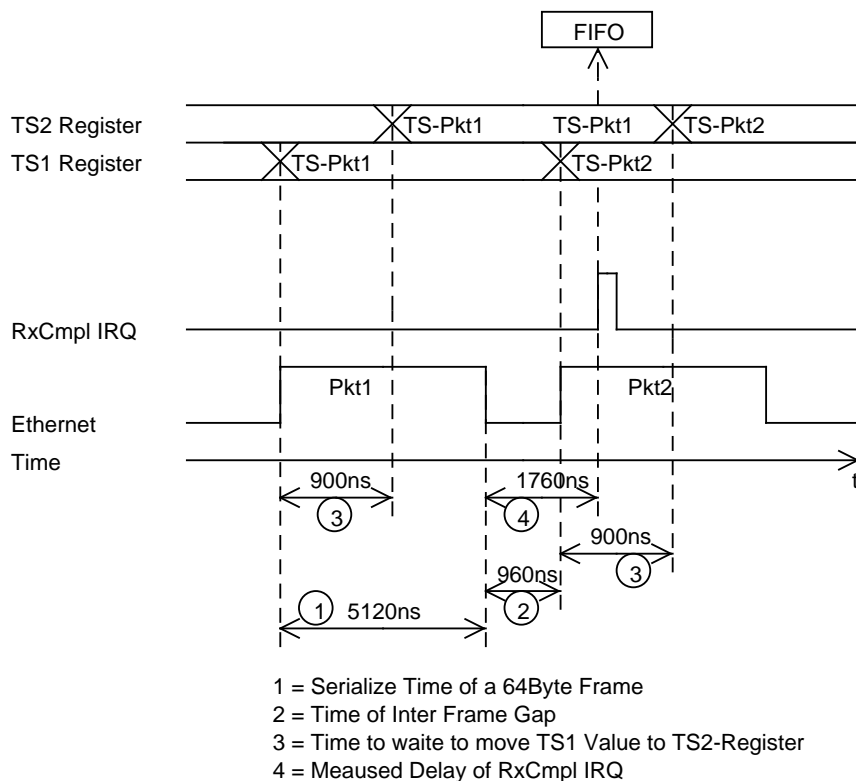 FIFO
TS2 Register
TS-Pkt1
TS-Pkt1
TS-Pkt2
TS1 Register
TS-Pkt1
TS-Pkt2
RxCmpl IRQ
Pkt1
Pkt2
Ethernet
Time
t
900ns
1760ns
3
4
900ns
3
960ns
2
1
5120ns
1 = Serialize Time of a 64Byte Frame
2 = Time of Inter Frame Gap
3 = Time to waite to move TS1 Value to TS2-Register
4 = Meaused Delay of RxCmpl IRQ